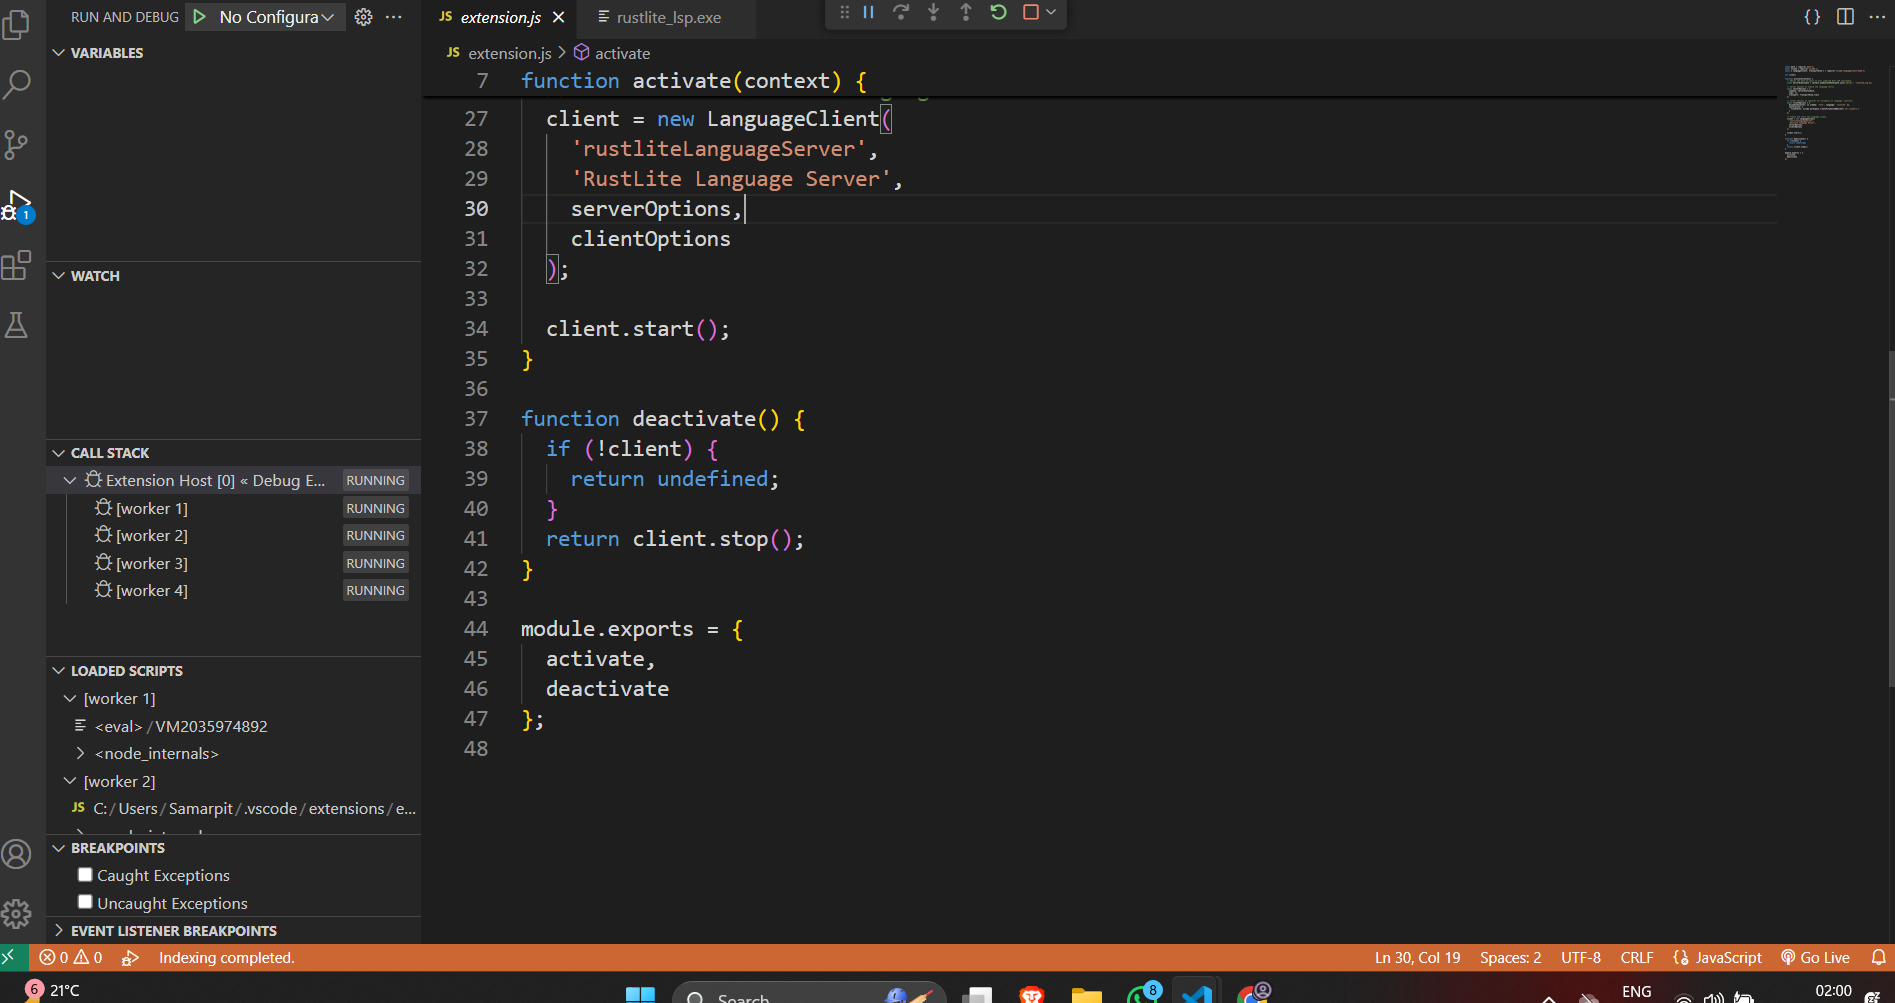 RUN AND DEBUG No Configura
VARIABLES
WATCH
CALL STACK
Extension Host [0] « Debug E... RUNNING
[worker 1] RUNNING
[worker 2] RUNNING
[worker 3] RUNNING
[worker 4] RUNNING
LOADED SCRIPTS
[worker 1]
<eval> / VM2035974892
<node_internals>
[worker 2]
JS C: / Users / Samarpit / .vscode / extensions / e...
BREAKPOINTS
Caught Exceptions
Uncaught Exceptions
EVENT LISTENER BREAKPOINTS
JS extension.js rustlite_lsp.exe
JS extension.js > activate
7 function activate(context) {
27 client = new LanguageClient(
28 'rustliteLanguageServer',
29 'RustLite Language Server',
30 serverOptions,
31 clientOptions
32 );
33
34 client.start();
35 }
36
37 function deactivate() {
38 if (!client) {
39 return undefined;
40 }
41 return client.stop();
42 }
43
44 module.exports = {
45 activate,
46 deactivate
47 };
48
1
0 0 Indexing completed. Ln 30, Col 19 Spaces: 2 UTF-8 CRLF JavaScript Go Live
6 21°C Search 8 ENG 02:00